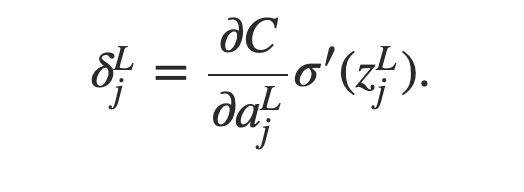 δ_j^L = ∂C/∂a_j^L σ′(z_j^L).